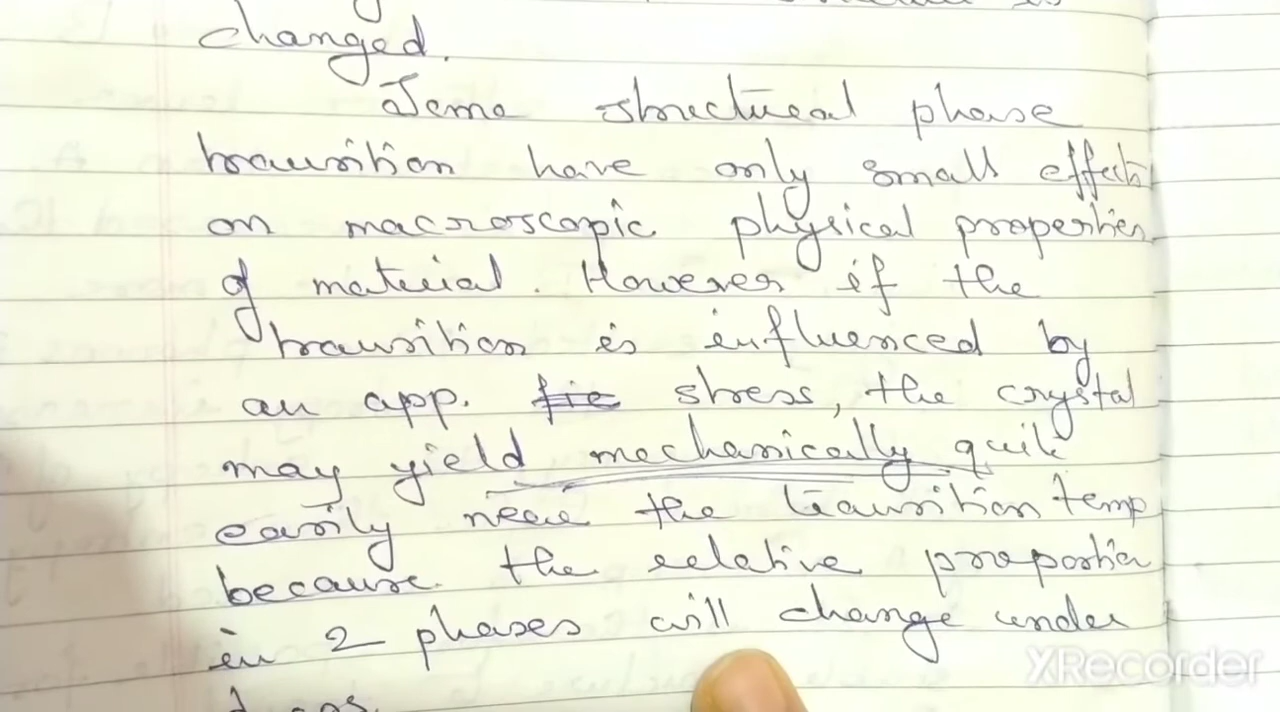 changed.
Some structural phase
transition have only small effects
on macroscopic physical properties
of material. However if the
transition is influenced by
an app. stress, the crystal
may yield mechanically quite
easily near the transition temp
because the relative proportion
in 2 phases will change under
XRecorder